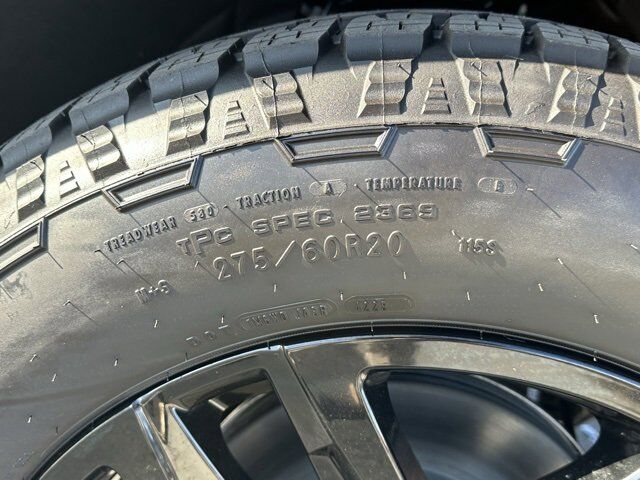 TREADWEAR 580 TRACTION A TEMPERATURE B
TPC SPEC 2369
M+S 275/60R20 115S
DOT